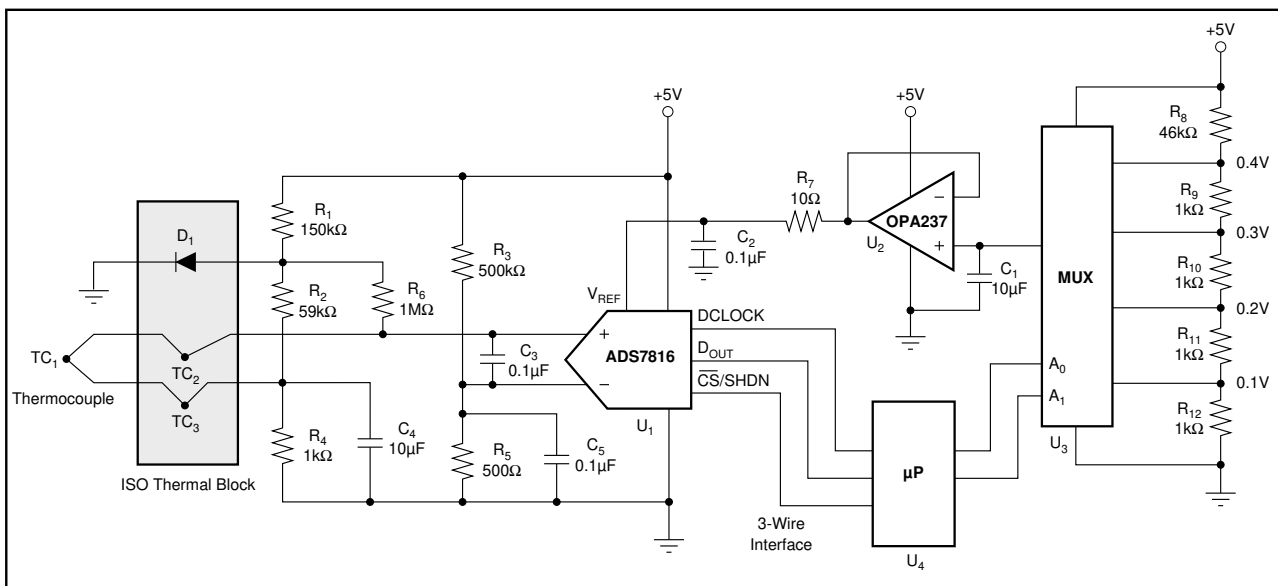 +5V
+5V
+5V
R8
46kΩ
0.4V
R9
1kΩ
0.3V
R10
1kΩ
0.2V
R11
1kΩ
0.1V
R12
1kΩ
MUX
A0
A1
U3
R7
10Ω
OPA237
−
+
U2
C1
10µF
C2
0.1µF
D1
R1
150kΩ
R2
59kΩ
R6
1MΩ
R3
500kΩ
VREF
DCLOCK
DOUT
CS/SHDN
+
ADS7816
−
U1
C3
0.1µF
TC1
Thermocouple
TC2
TC3
ISO Thermal Block
R4
1kΩ
C4
10µF
R5
500Ω
C5
0.1µF
3-Wire
Interface
µP
U4